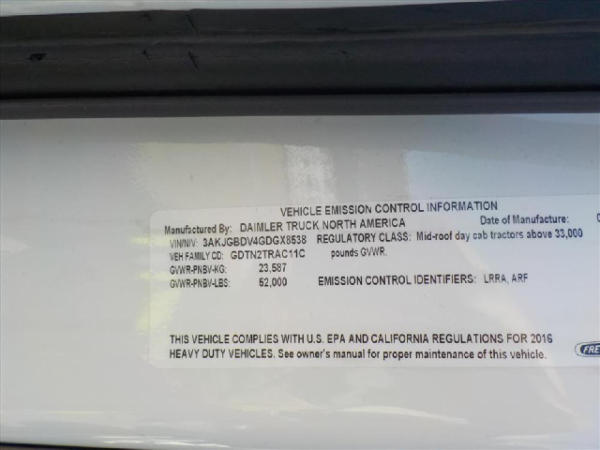 VEHICLE EMISSION CONTROL INFORMATION
Manufactured By: DAIMLER TRUCK NORTH AMERICA Date of Manufacture:
VIN/NIV: 3AKJGBDV4GDGX8538 REGULATORY CLASS: Mid-roof day cab tractors above 33,000
VEH FAMILY CD: GDTN2TRAC11C pounds GVWR.
GVWR-PNBV-KG: 23,587
GVWR-PNBV-LBS: 52,000 EMISSION CONTROL IDENTIFIERS: LRRA, ARF
THIS VEHICLE COMPLIES WITH U.S. EPA AND CALIFORNIA REGULATIONS FOR 2016
HEAVY DUTY VEHICLES. See owner's manual for proper maintenance of this vehicle.
FRE